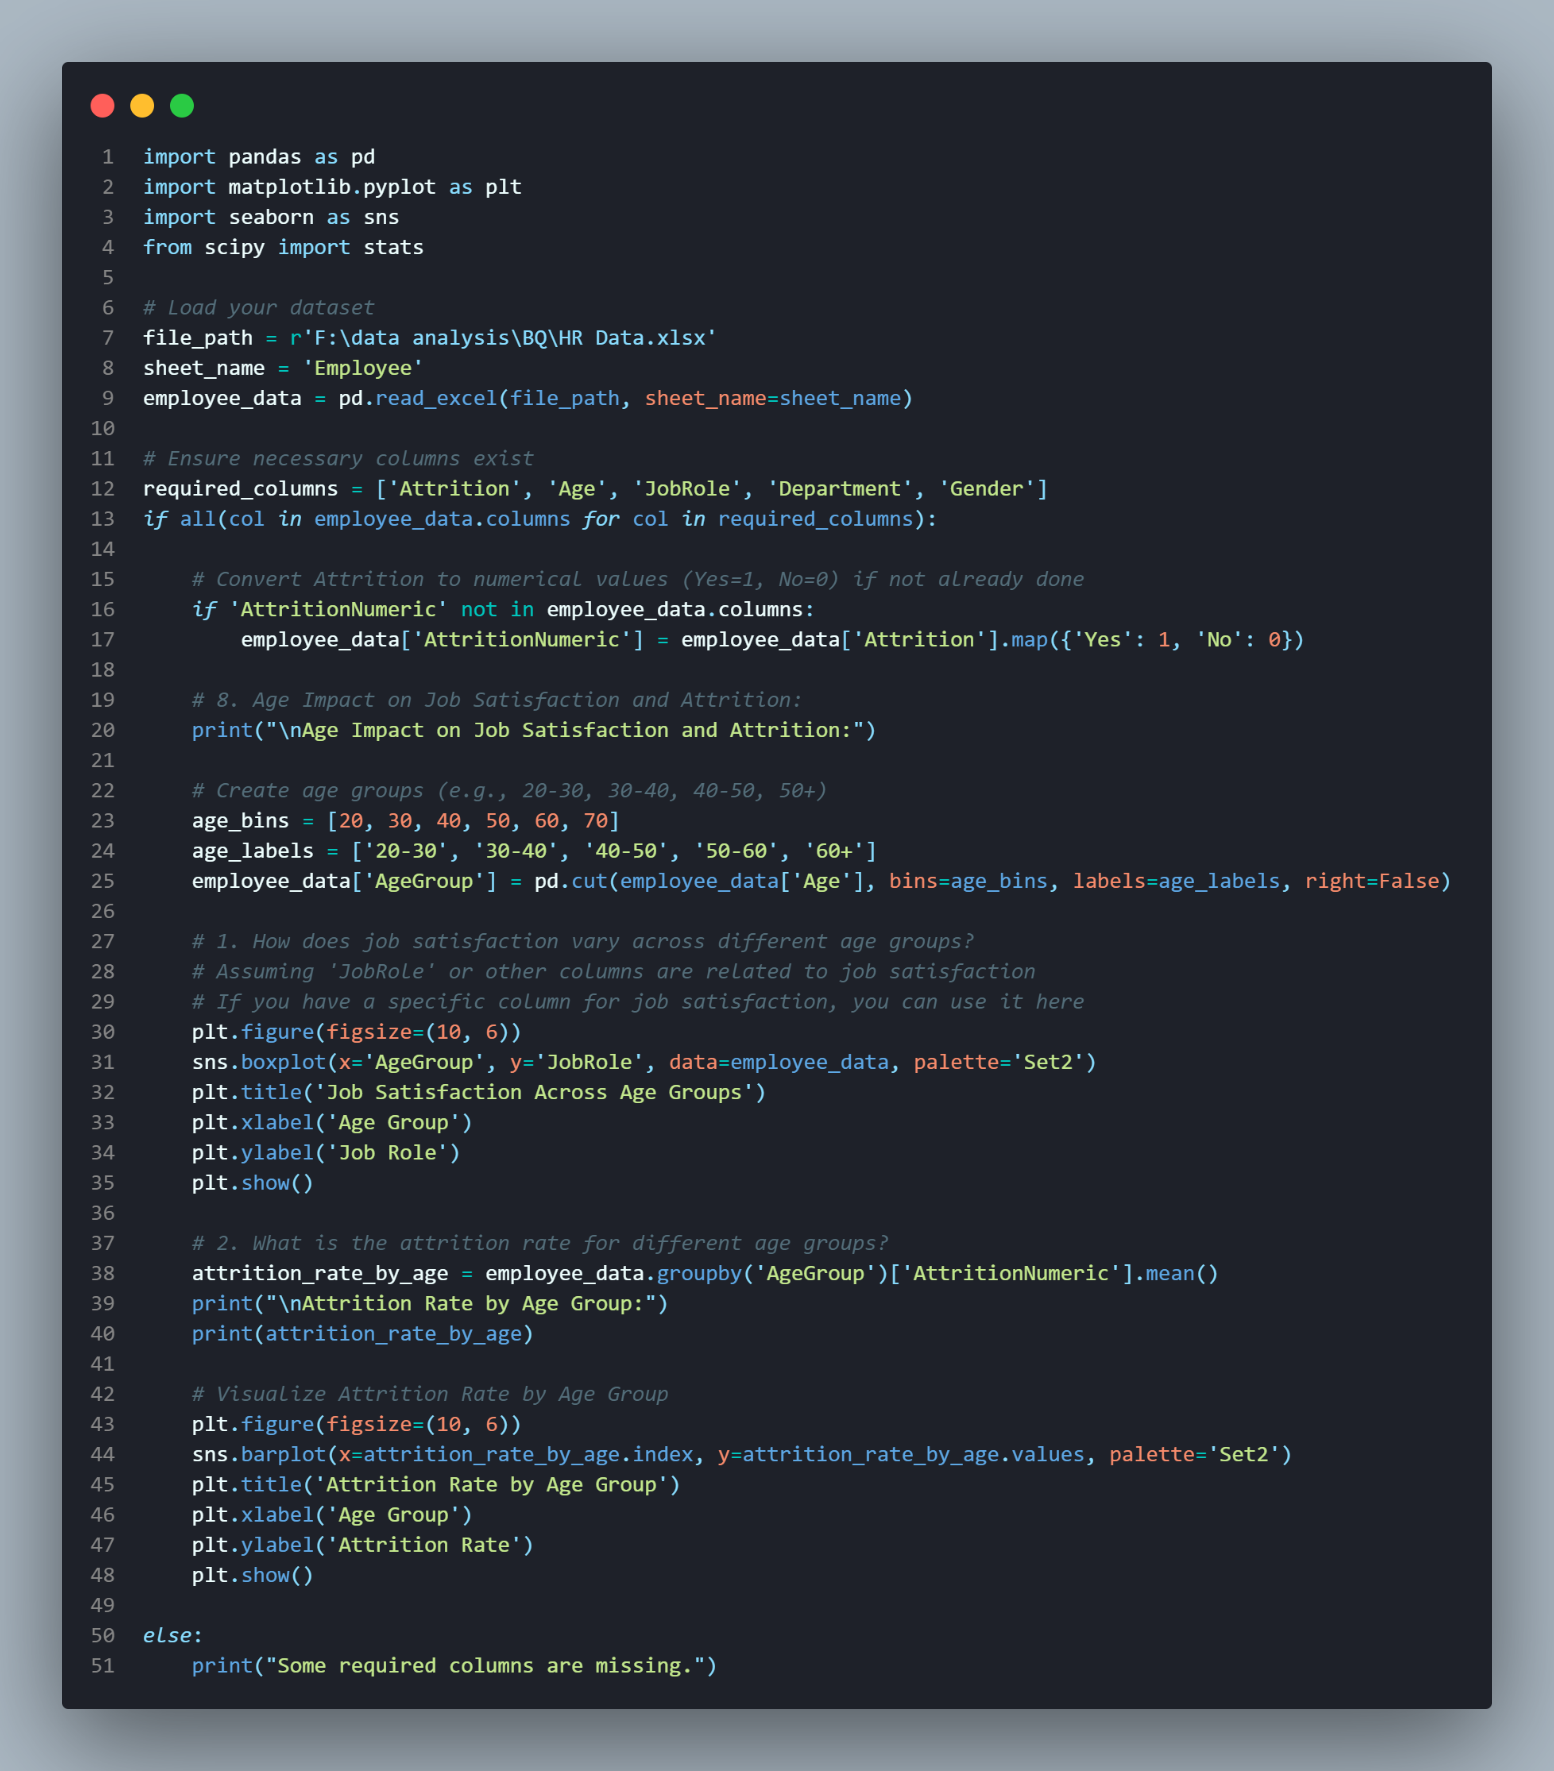 1 import pandas as pd
2 import matplotlib.pyplot as plt
3 import seaborn as sns
4 from scipy import stats
5
6 # Load your dataset
7 file_path = r'F:\data analysis\BQ\HR Data.xlsx'
8 sheet_name = 'Employee'
9 employee_data = pd.read_excel(file_path, sheet_name=sheet_name)
10
11 # Ensure necessary columns exist
12 required_columns = ['Attrition', 'Age', 'JobRole', 'Department', 'Gender']
13 if all(col in employee_data.columns for col in required_columns):
14
15     # Convert Attrition to numerical values (Yes=1, No=0) if not already done
16     if 'AttritionNumeric' not in employee_data.columns:
17         employee_data['AttritionNumeric'] = employee_data['Attrition'].map({'Yes': 1, 'No': 0})
18
19     # 8. Age Impact on Job Satisfaction and Attrition:
20     print("\nAge Impact on Job Satisfaction and Attrition:")
21
22     # Create age groups (e.g., 20-30, 30-40, 40-50, 50+)
23     age_bins = [20, 30, 40, 50, 60, 70]
24     age_labels = ['20-30', '30-40', '40-50', '50-60', '60+']
25     employee_data['AgeGroup'] = pd.cut(employee_data['Age'], bins=age_bins, labels=age_labels, right=False)
26
27     # 1. How does job satisfaction vary across different age groups?
28     # Assuming 'JobRole' or other columns are related to job satisfaction
29     # If you have a specific column for job satisfaction, you can use it here
30     plt.figure(figsize=(10, 6))
31     sns.boxplot(x='AgeGroup', y='JobRole', data=employee_data, palette='Set2')
32     plt.title('Job Satisfaction Across Age Groups')
33     plt.xlabel('Age Group')
34     plt.ylabel('Job Role')
35     plt.show()
36
37     # 2. What is the attrition rate for different age groups?
38     attrition_rate_by_age = employee_data.groupby('AgeGroup')['AttritionNumeric'].mean()
39     print("\nAttrition Rate by Age Group:")
40     print(attrition_rate_by_age)
41
42     # Visualize Attrition Rate by Age Group
43     plt.figure(figsize=(10, 6))
44     sns.barplot(x=attrition_rate_by_age.index, y=attrition_rate_by_age.values, palette='Set2')
45     plt.title('Attrition Rate by Age Group')
46     plt.xlabel('Age Group')
47     plt.ylabel('Attrition Rate')
48     plt.show()
49
50 else:
51     print("Some required columns are missing.")